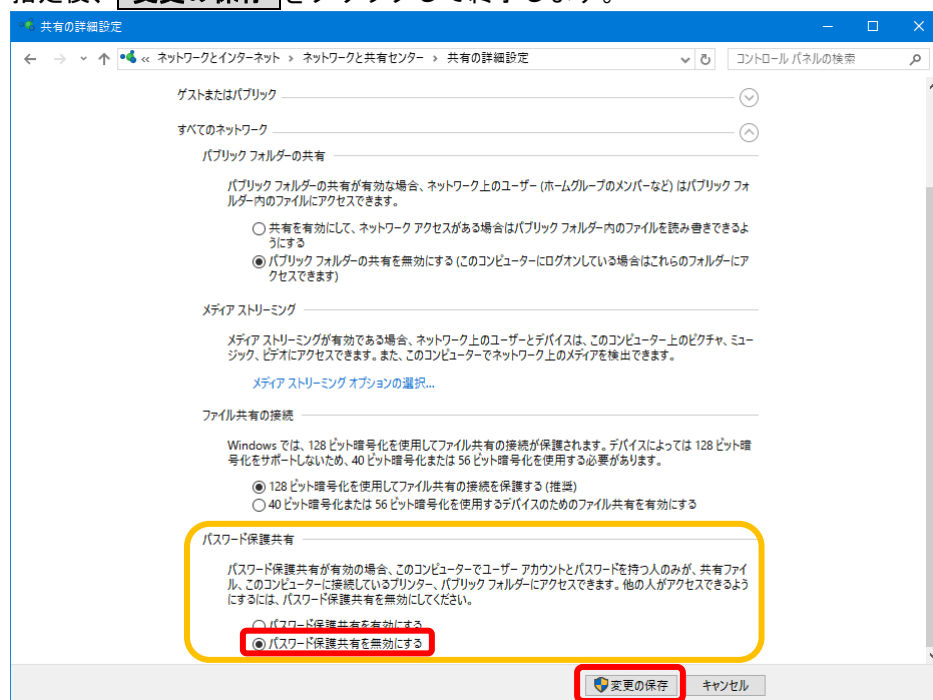 指定後、 変更の保存 をクリックして終了します。
共有の詳細設定
« ネットワークとインターネット › ネットワークと共有センター › 共有の詳細設定
コントロール パネルの検索
ゲストまたはパブリック
すべてのネットワーク
パブリック フォルダーの共有
パブリック フォルダーの共有が有効な場合、ネットワーク上のユーザー (ホームグループのメンバーなど) はパブリック フォ
ルダー内のファイルにアクセスできます。
共有を有効にして、ネットワーク アクセスがある場合はパブリック フォルダー内のファイルを読み書きできるよ
うにする
パブリック フォルダーの共有を無効にする (このコンピューターにログオンしている場合はこれらのフォルダーにア
クセスできます)
メディア ストリーミング
メディア ストリーミングが有効である場合、ネットワーク上のユーザーとデバイスは、このコンピューター上のピクチャ、ミュー
ジック、ビデオにアクセスできます。また、このコンピューターでネットワーク上のメディアを検出できます。
メディア ストリーミング オプションの選択...
ファイル共有の接続
Windows では、128 ビット暗号化を使用してファイル共有の接続が保護されます。デバイスによっては 128 ビット暗
号化をサポートしないため、40 ビット暗号化または 56 ビット暗号化を使用する必要があります。
128 ビット暗号化を使用してファイル共有の接続を保護する (推奨)
40 ビット暗号化または 56 ビット暗号化を使用するデバイスのためのファイル共有を有効にする
パスワード保護共有
パスワード保護共有が有効の場合、このコンピューターでユーザー アカウントとパスワードを持つ人のみが、共有ファイ
ル、このコンピューターに接続しているプリンター、パブリック フォルダーにアクセスできます。他の人がアクセスできるよう
にするには、パスワード保護共有を無効にしてください。
パスワード保護共有を有効にする
パスワード保護共有を無効にする
変更の保存 キャンセル